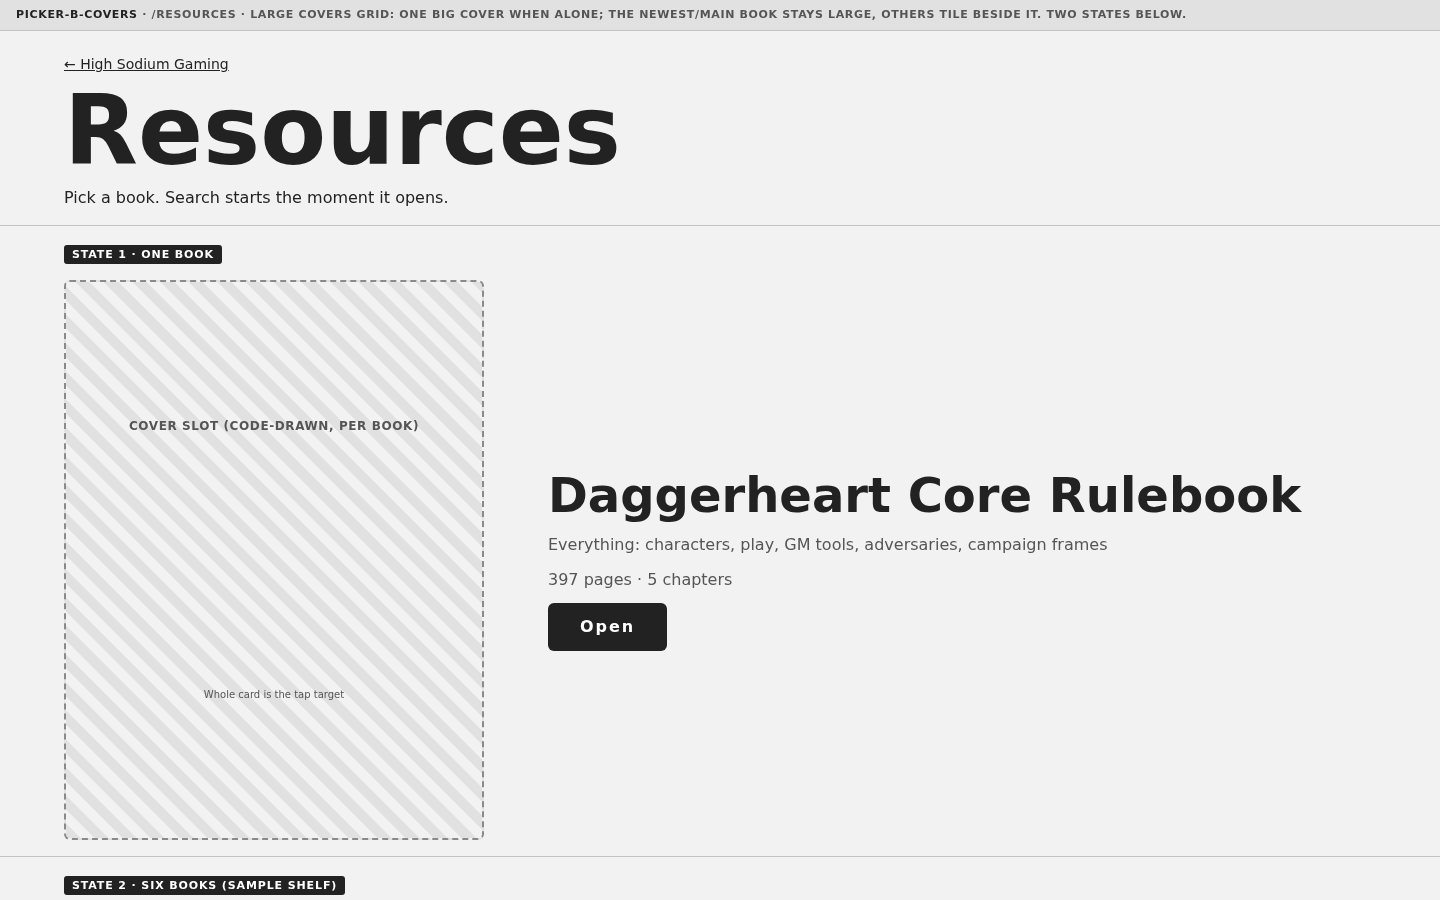 PICKER-B-COVERS · /RESOURCES · LARGE COVERS GRID: ONE BIG COVER WHEN ALONE; THE NEWEST/MAIN BOOK STAYS LARGE, OTHERS TILE BESIDE IT. TWO STATES BELOW.
← High Sodium Gaming
Resources
Pick a book. Search starts the moment it opens.
STATE 1 · ONE BOOK
COVER SLOT (CODE-DRAWN, PER BOOK)
Whole card is the tap target
Daggerheart Core Rulebook
Everything: characters, play, GM tools, adversaries, campaign frames
397 pages · 5 chapters
Open
STATE 2 · SIX BOOKS (SAMPLE SHELF)